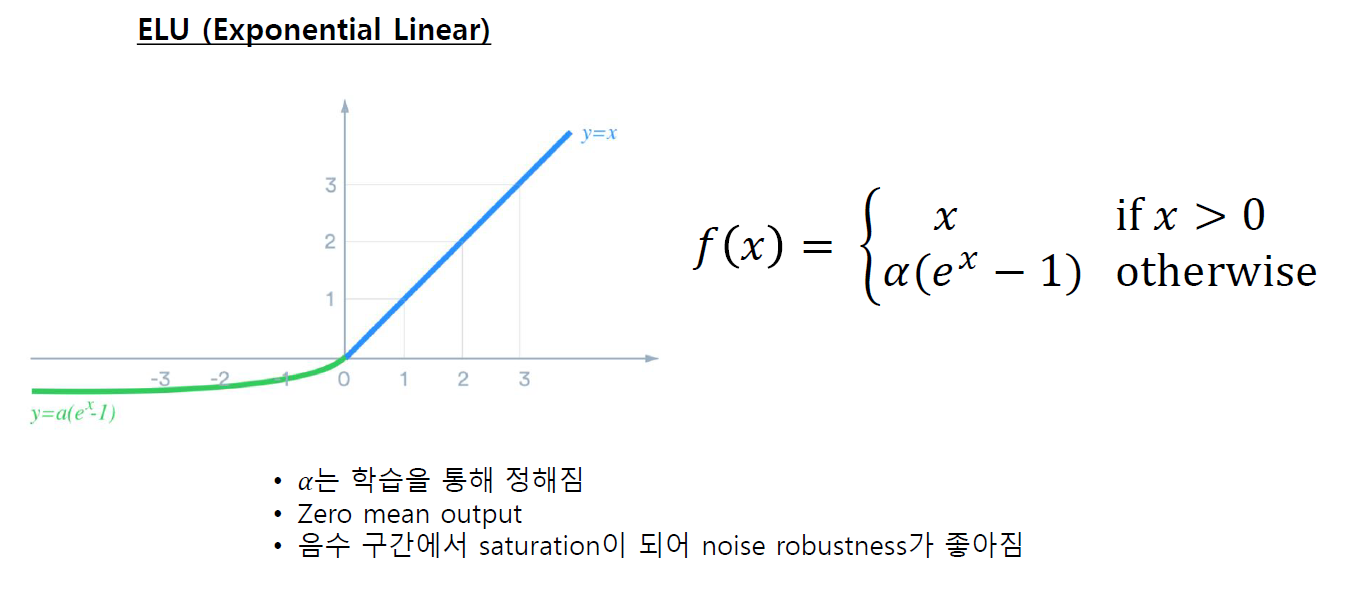 ELU (Exponential Linear)
y=x
3
2
1
-3 -2 -1 0 1 2 3
y=a(eˣ-1)
f(x) = { x if x > 0
α(eˣ − 1) otherwise
• α는 학습을 통해 정해짐
• Zero mean output
• 음수 구간에서 saturation이 되어 noise robustness가 좋아짐